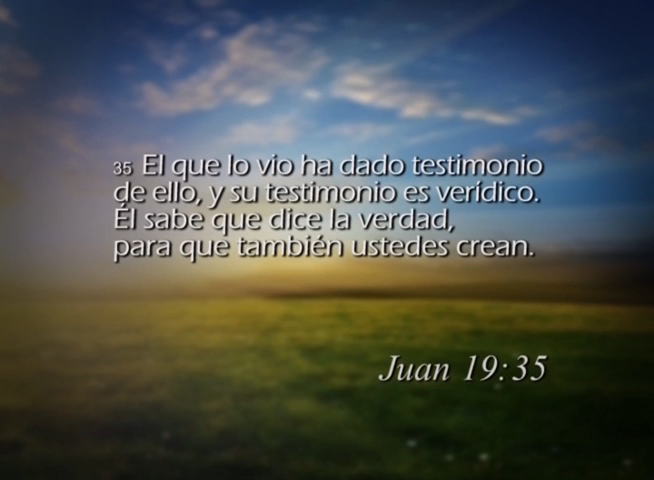 35 El que lo vio ha dado testimonio
de ello, y su testimonio es verídico.
Él sabe que dice la verdad,
para que también ustedes crean.
Juan 19:35